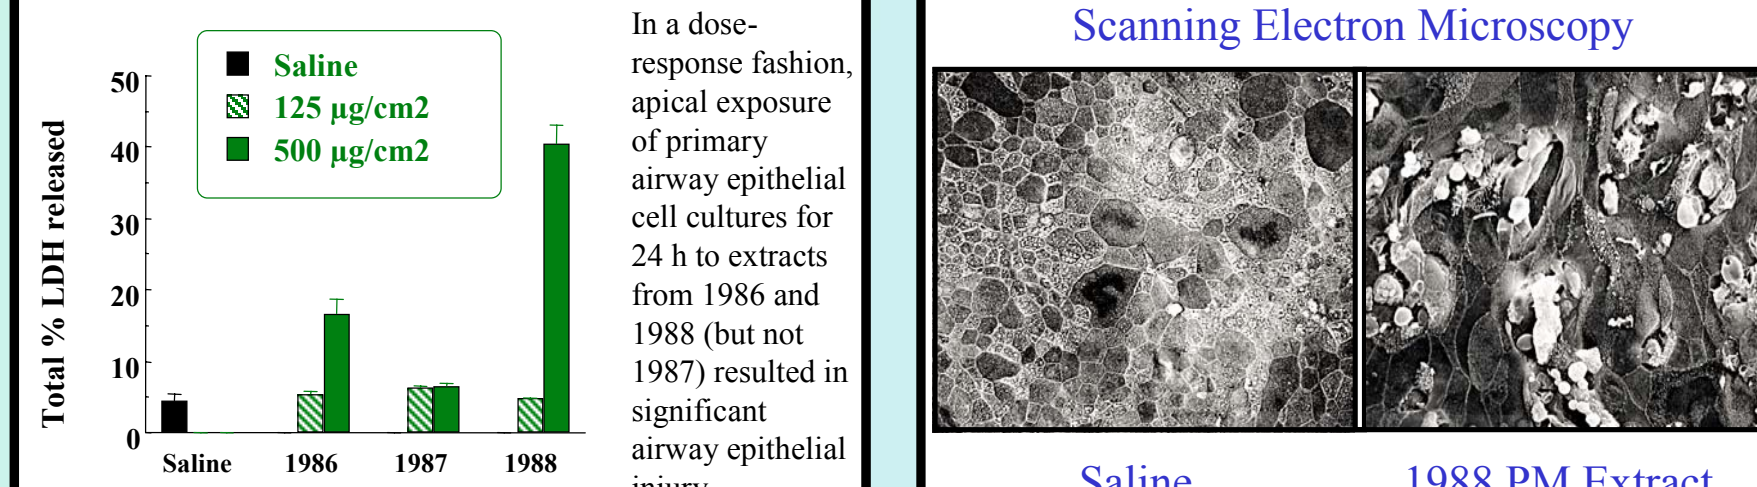 Saline
125 µg/cm2
500 µg/cm2
50
40
30
20
10
0
Total % LDH released
Saline
1986
1987
1988
In a dose-
response fashion,
apical exposure
of primary
airway epithelial
cell cultures for
24 h to extracts
from 1986 and
1988 (but not
1987) resulted in
significant
airway epithelial
injury
Scanning Electron Microscopy
Saline
1988 PM Extract